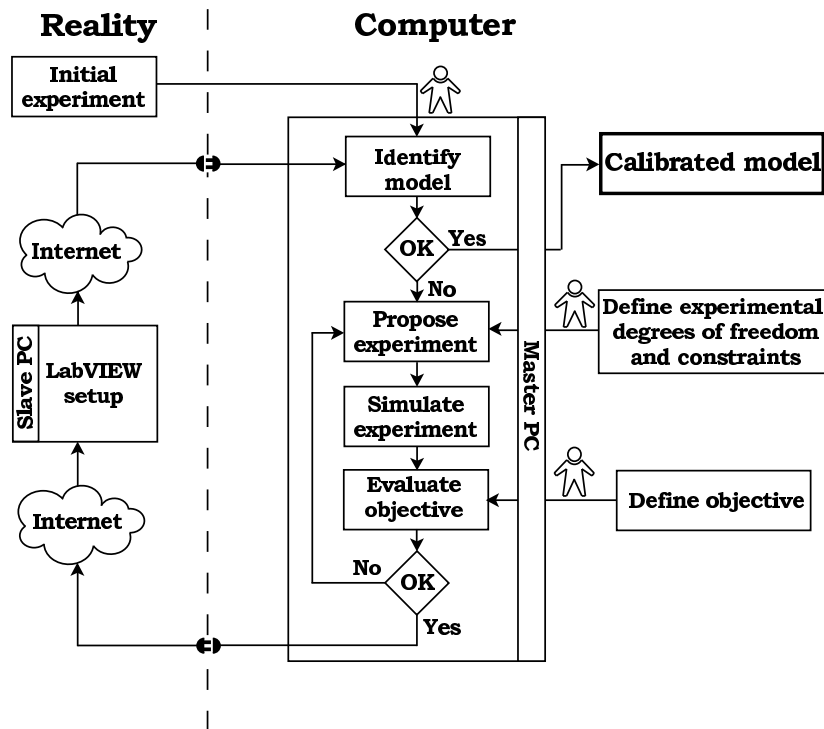 Reality
Computer
Initial
experiment
Identify
model
Calibrated model
OK
Yes
No
Internet
Propose
experiment
Define experimental
degrees of freedom
and constraints
Slave PC
LabVIEW
setup
Master PC
Simulate
experiment
Evaluate
objective
Define objective
Internet
No
OK
Yes